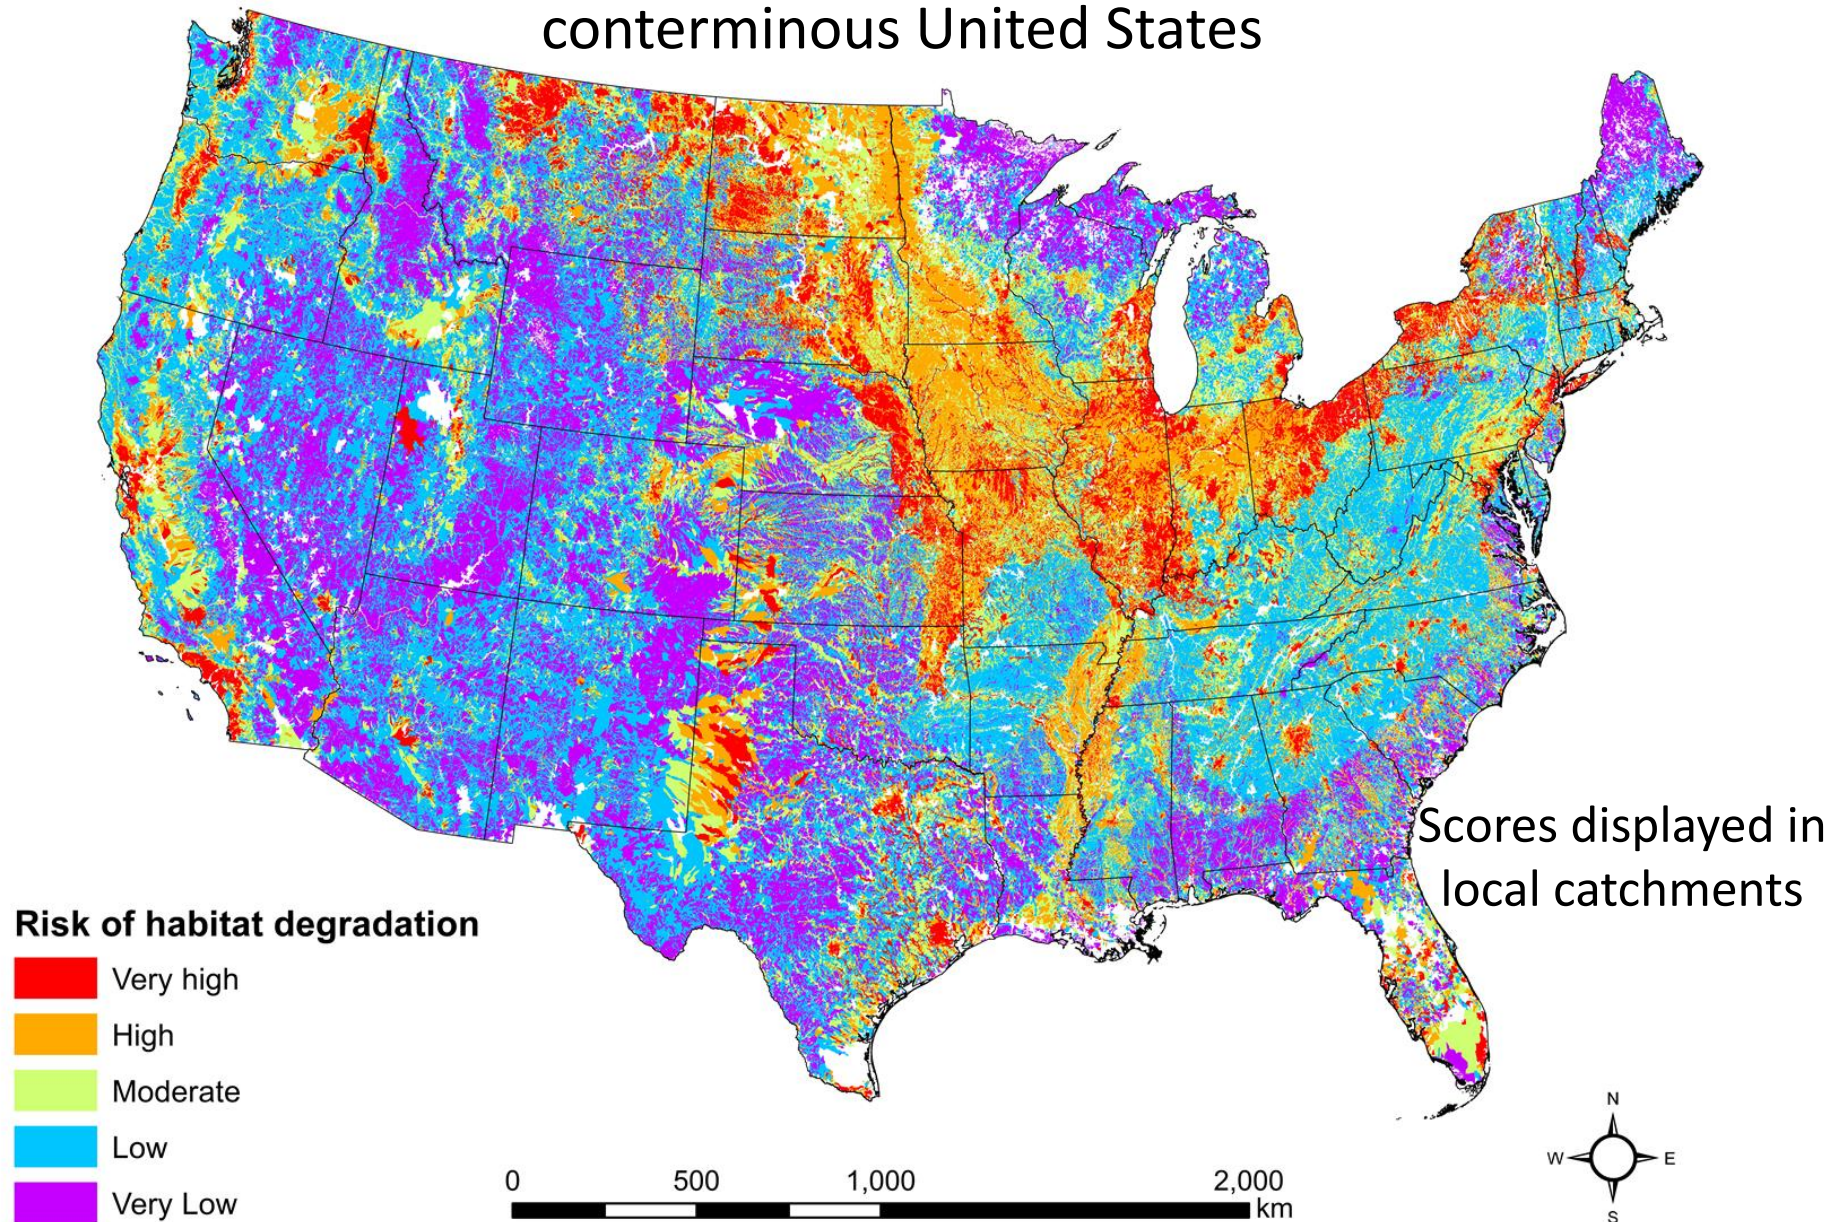 conterminous United States
Scores displayed in
local catchments
Risk of habitat degradation
Very high
High
Moderate
Low
Very Low
0 500 1,000 2,000
km
N
W E
S